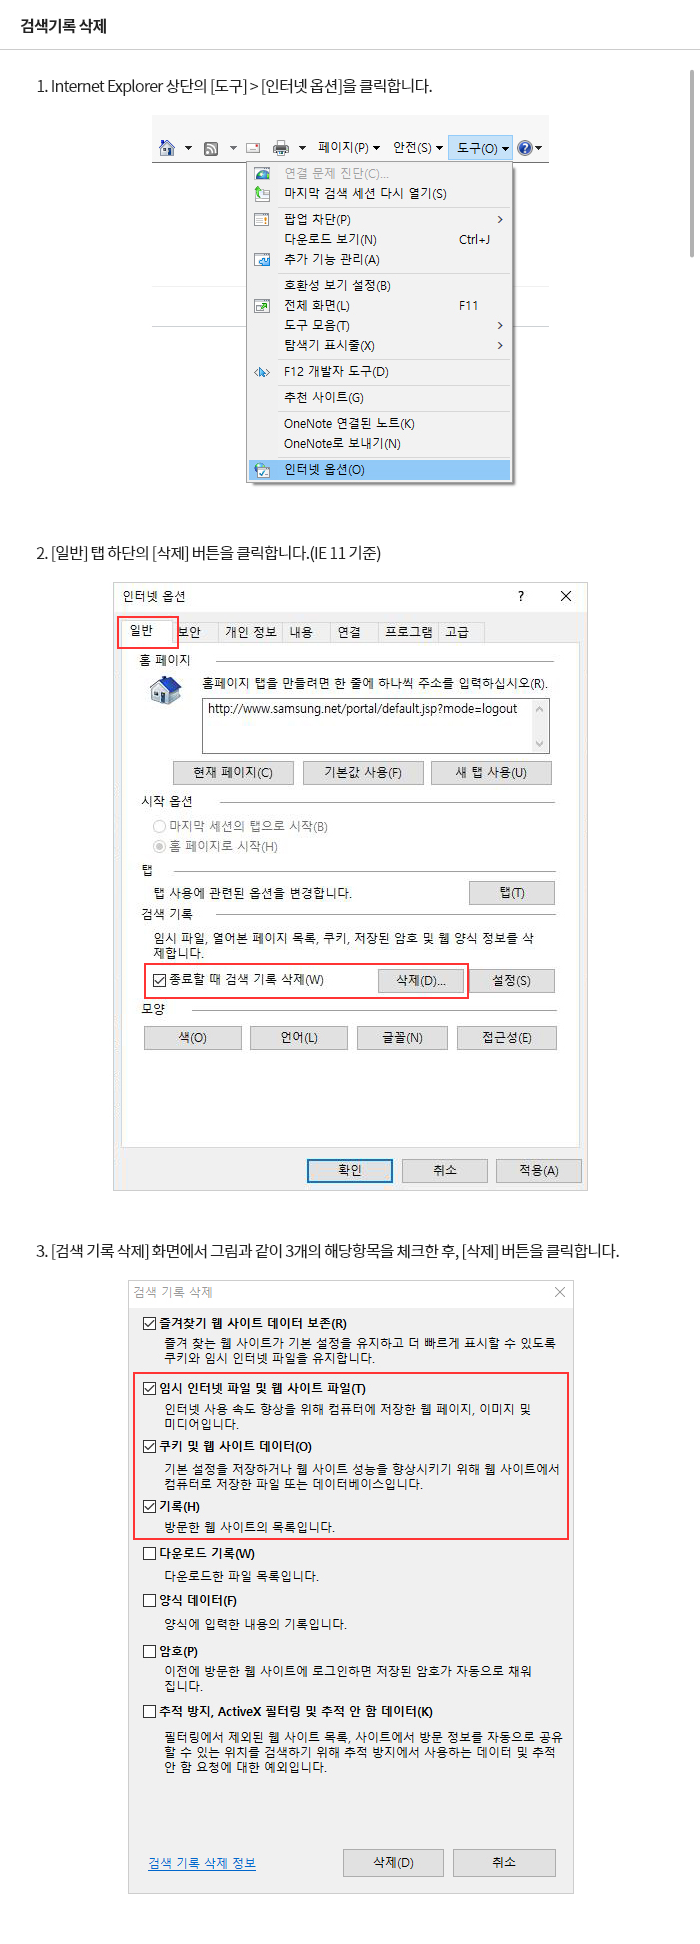 검색기록 삭제
1. Internet Explorer 상단의 [도구] > [인터넷 옵션]을 클릭합니다.
페이지(P) 안전(S) 도구(O)
연결 문제 진단(C)...
마지막 검색 세션 다시 열기(S)
팝업 차단(P)
다운로드 보기(N) Ctrl+J
추가 기능 관리(A)
호환성 보기 설정(B)
전체 화면(L) F11
도구 모음(T)
탐색기 표시줄(X)
F12 개발자 도구(D)
추천 사이트(G)
OneNote 연결된 노트(K)
OneNote로 보내기(N)
인터넷 옵션(O)
2. [일반] 탭 하단의 [삭제] 버튼을 클릭합니다.(IE 11 기준)
인터넷 옵션 ?
일반 보안 개인 정보 내용 연결 프로그램 고급
홈 페이지
홈페이지 탭을 만들려면 한 줄에 하나씩 주소를 입력하십시오(R).
http://www.samsung.net/portal/default.jsp?mode=logout
현재 페이지(C) 기본값 사용(F) 새 탭 사용(U)
시작 옵션
마지막 세션의 탭으로 시작(B)
홈 페이지로 시작(H)
탭
탭 사용에 관련된 옵션을 변경합니다. 탭(T)
검색 기록
임시 파일, 열어본 페이지 목록, 쿠키, 저장된 암호 및 웹 양식 정보를 삭
제합니다.
종료할 때 검색 기록 삭제(W) 삭제(D)... 설정(S)
모양
색(O) 언어(L) 글꼴(N) 접근성(E)
확인 취소 적용(A)
3. [검색 기록 삭제] 화면에서 그림과 같이 3개의 해당항목을 체크한 후, [삭제] 버튼을 클릭합니다.
검색 기록 삭제
즐겨찾기 웹 사이트 데이터 보존(R)
즐겨 찾는 웹 사이트가 기본 설정을 유지하고 더 빠르게 표시할 수 있도록
쿠키와 임시 인터넷 파일을 유지합니다.
임시 인터넷 파일 및 웹 사이트 파일(T)
인터넷 사용 속도 향상을 위해 컴퓨터에 저장한 웹 페이지, 이미지 및
미디어입니다.
쿠키 및 웹 사이트 데이터(O)
기본 설정을 저장하거나 웹 사이트 성능을 향상시키기 위해 웹 사이트에서
컴퓨터로 저장한 파일 또는 데이터베이스입니다.
기록(H)
방문한 웹 사이트의 목록입니다.
다운로드 기록(W)
다운로드한 파일 목록입니다.
양식 데이터(F)
양식에 입력한 내용의 기록입니다.
암호(P)
이전에 방문한 웹 사이트에 로그인하면 저장된 암호가 자동으로 채워
집니다.
추적 방지, ActiveX 필터링 및 추적 안 함 데이터(K)
필터링에서 제외된 웹 사이트 목록, 사이트에서 방문 정보를 자동으로 공유
할 수 있는 위치를 검색하기 위해 추적 방지에서 사용하는 데이터 및 추적
안 함 요청에 대한 예외입니다.
검색 기록 삭제 정보 삭제(D) 취소